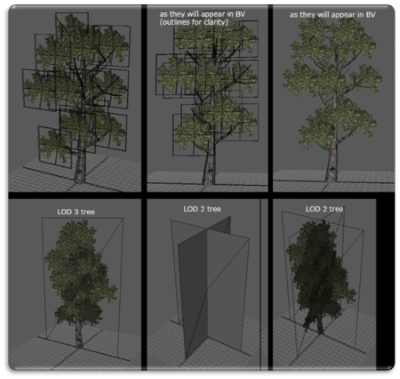 as they will appear in BV
[outlines for clarity]
as they will appear in BV
LOD 3 tree
LOD 2 tree
LOD 2 tree